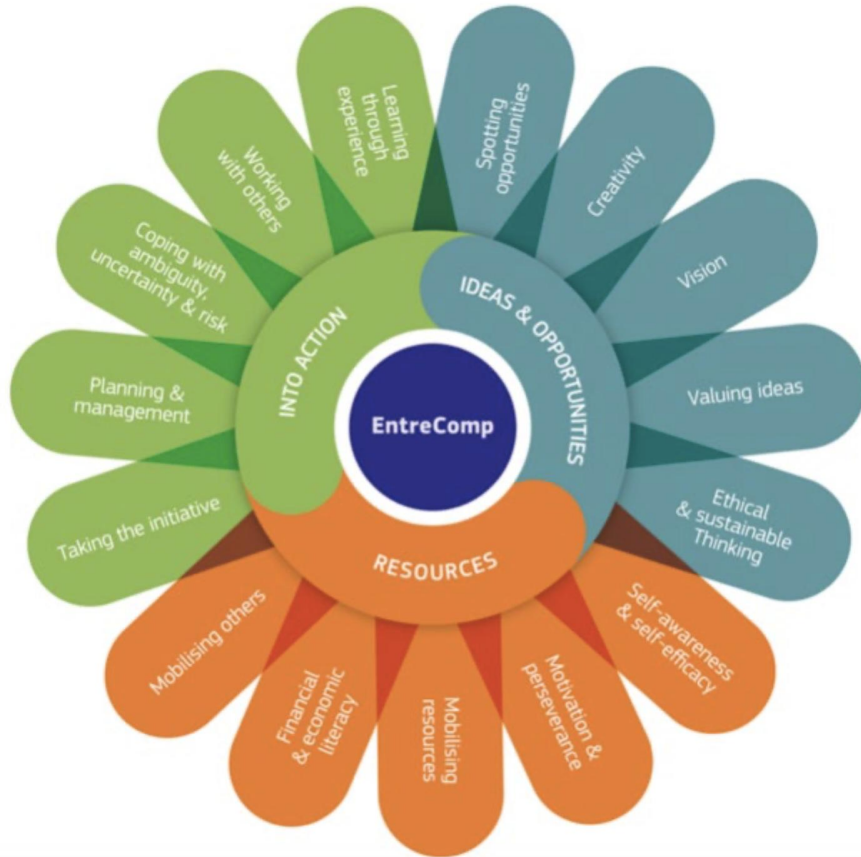 EntreComp
IDEAS & OPPORTUNITIES
Spotting
opportunities
Creativity
Vision
Valuing ideas
Ethical
& sustainable
Thinking
RESOURCES
Self-awareness
& self-efficacy
Motivation &
perseverance
Mobilising
resources
Financial
& economic
literacy
Mobilising others
INTO ACTION
Taking the initiative
Planning &
management
Coping with
ambiguity,
uncertainty & risk
Working
with others
Learning
through
experience